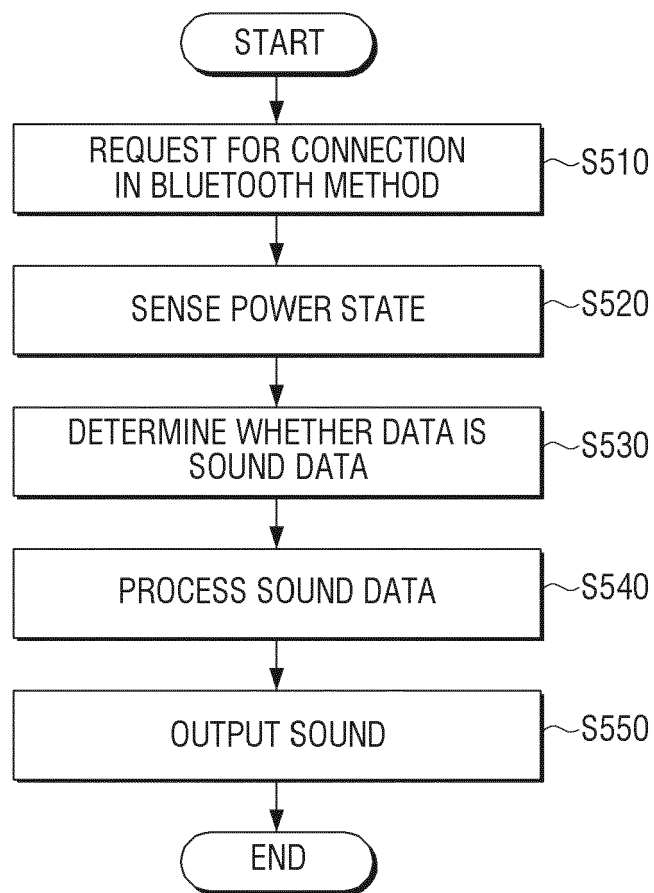 START
REQUEST FOR CONNECTION
IN BLUETOOTH METHOD
S510
SENSE POWER STATE
S520
DETERMINE WHETHER DATA IS
SOUND DATA
S530
PROCESS SOUND DATA
S540
OUTPUT SOUND
S550
END